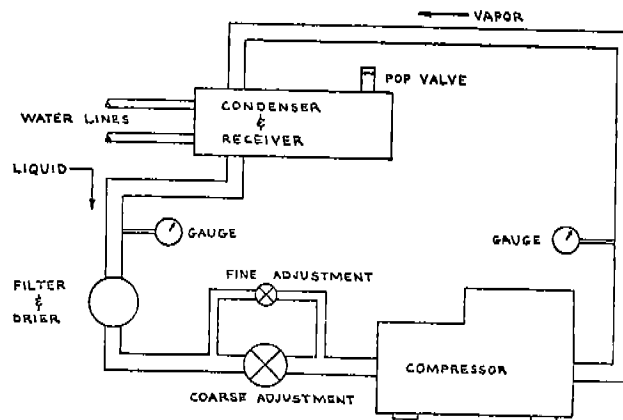 VAPOR
POP VALVE
CONDENSER
&
RECEIVER
WATER LINES
LIQUID
GAUGE
GAUGE
FILTER
&
DRIER
FINE ADJUSTMENT
COARSE ADJUSTMENT
COMPRESSOR